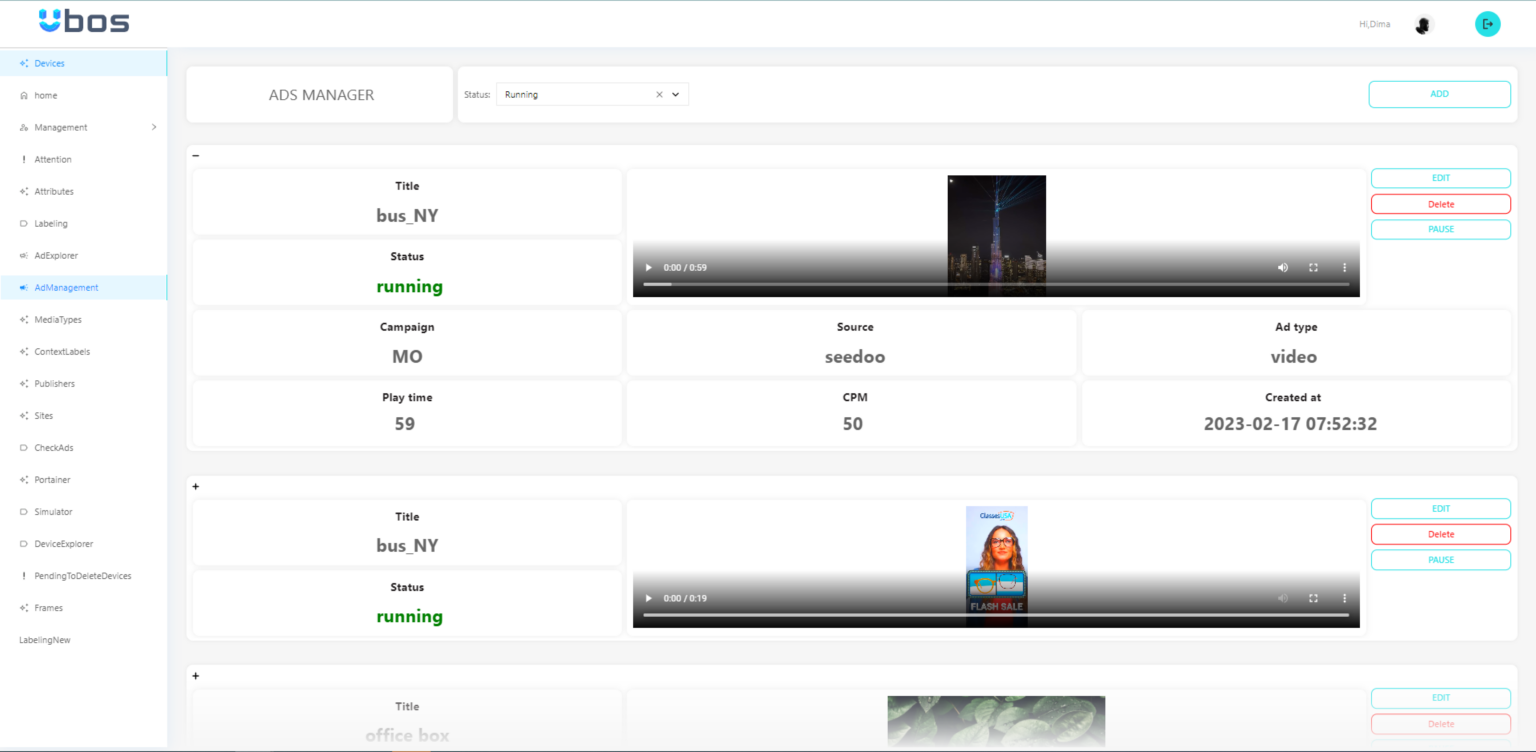 Ubos
Hi,Dima
Devices
home
Management
Attention
Attributes
Labeling
AdExplorer
AdManagement
MediaTypes
ContextLabels
Publishers
Sites
CheckAds
Portainer
Simulator
DeviceExplorer
PendingToDeleteDevices
Frames
LabelingNew
ADS MANAGER
Status: Running
ADD
Title
bus_NY
Status
running
0:00 / 0:59
EDIT
Delete
PAUSE
Campaign
MO
Source
seedoo
Ad type
video
Play time
59
CPM
50
Created at
2023-02-17 07:52:32
Title
bus_NY
Status
running
FLASH SALE
0:00 / 0:19
EDIT
Delete
PAUSE
Title
office box
EDIT
Delete